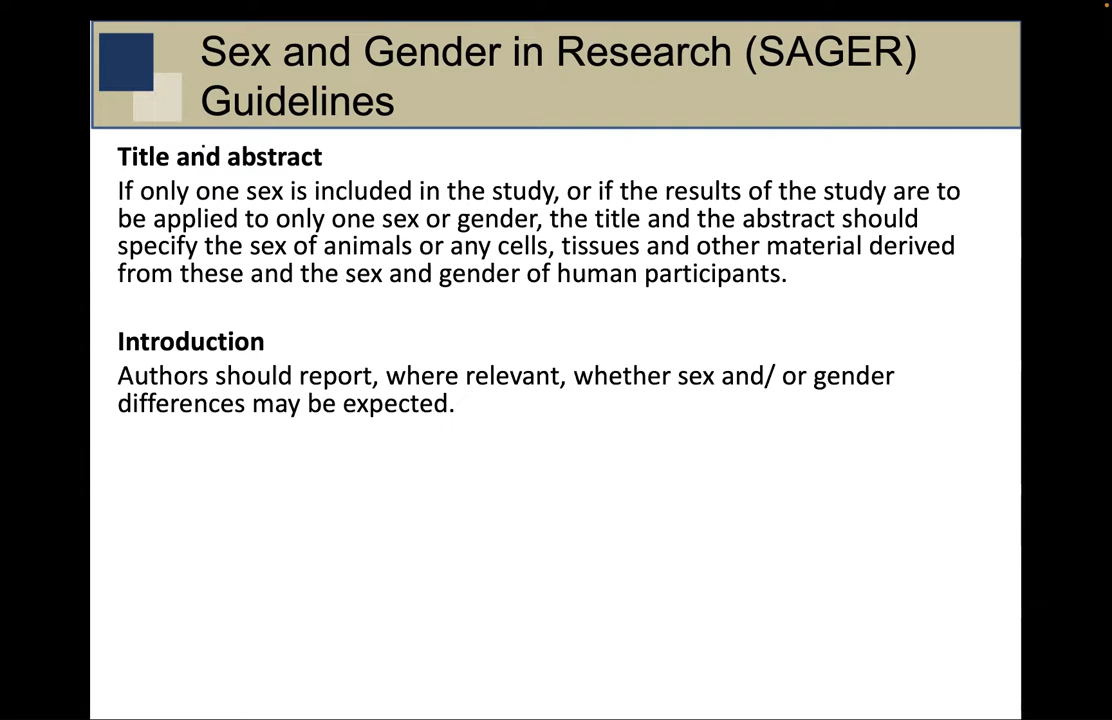 Sex and Gender in Research (SAGER)
Guidelines
Title and abstract
If only one sex is included in the study, or if the results of the study are to
be applied to only one sex or gender, the title and the abstract should
specify the sex of animals or any cells, tissues and other material derived
from these and the sex and gender of human participants.
Introduction
Authors should report, where relevant, whether sex and/ or gender
differences may be expected.